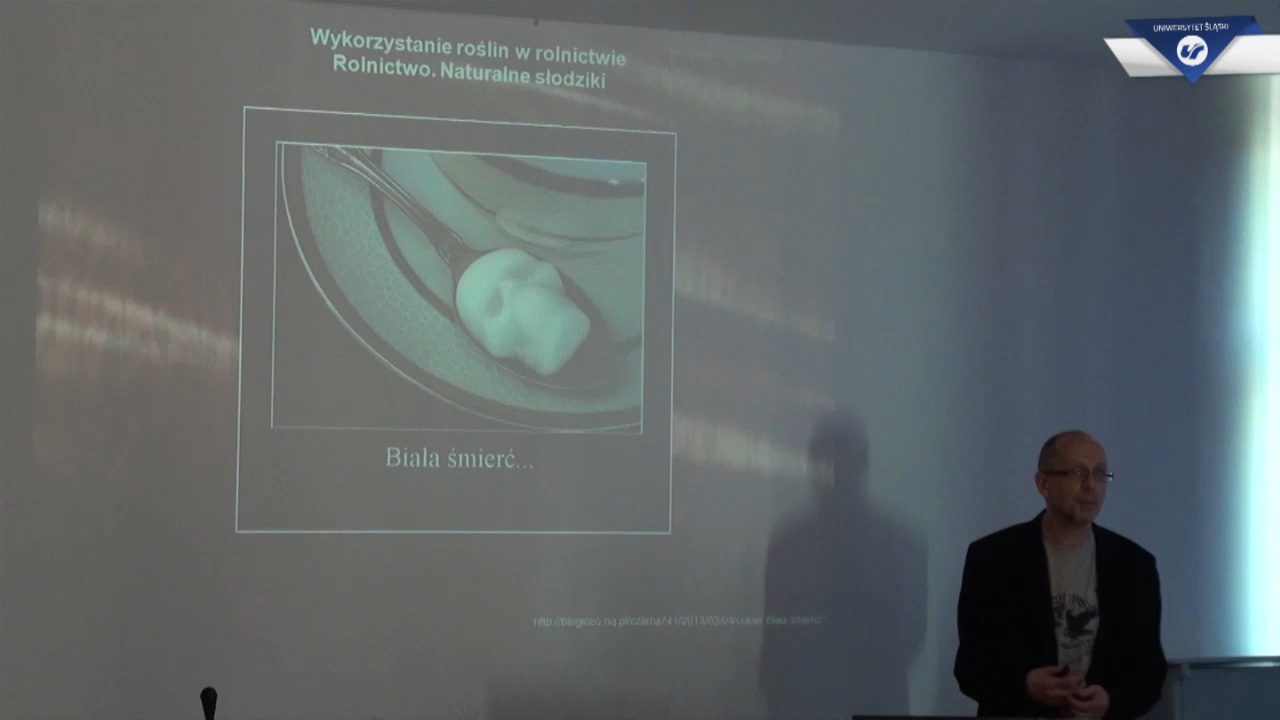 Wykorzystanie roślin w rolnictwie
Rolnictwo. Naturalne słodziki
UNIWERSYTET ŚLĄSKI
Biała śmierć...